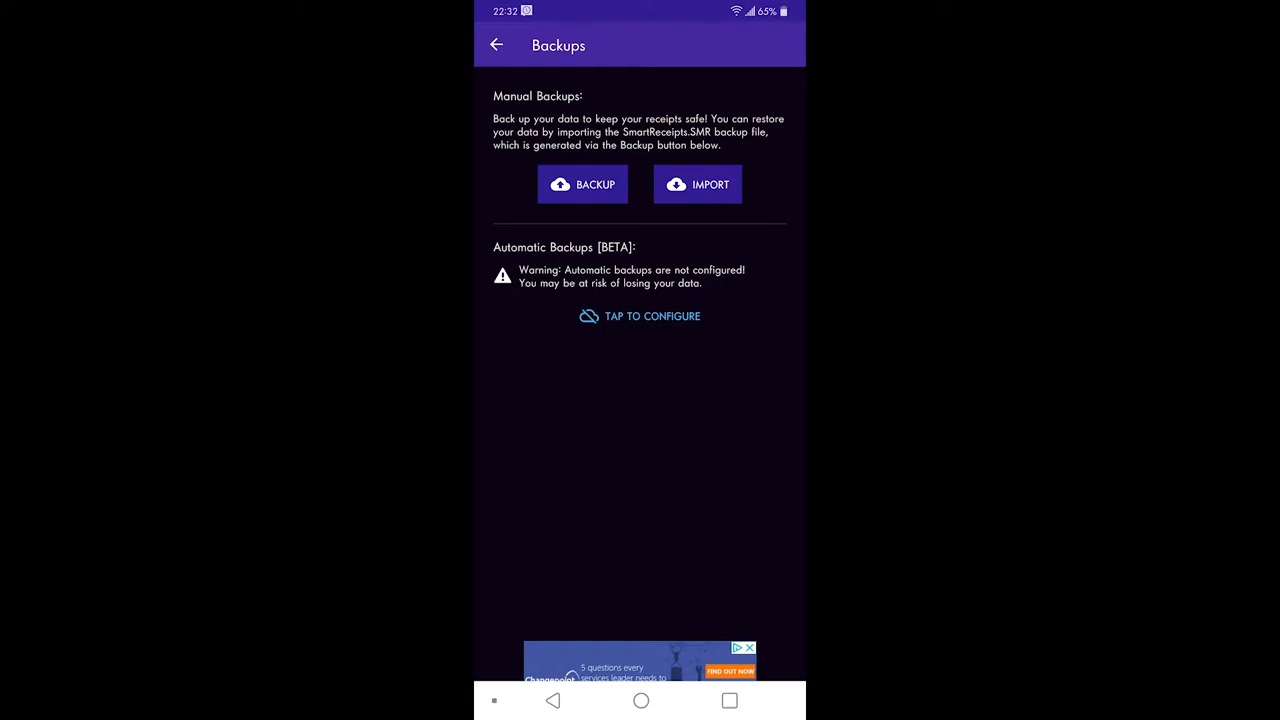 22:32
65%
Backups
Manual Backups:
Back up your data to keep your receipts safe! You can restore
your data by importing the SmartReceipts.SMR backup file,
which is generated via the Backup button below.
BACKUP
IMPORT
Automatic Backups [BETA]:
Warning: Automatic backups are not configured!
You may be at risk of losing your data.
TAP TO CONFIGURE
5 questions every
services leader needs to
Changepoint
FIND OUT NOW